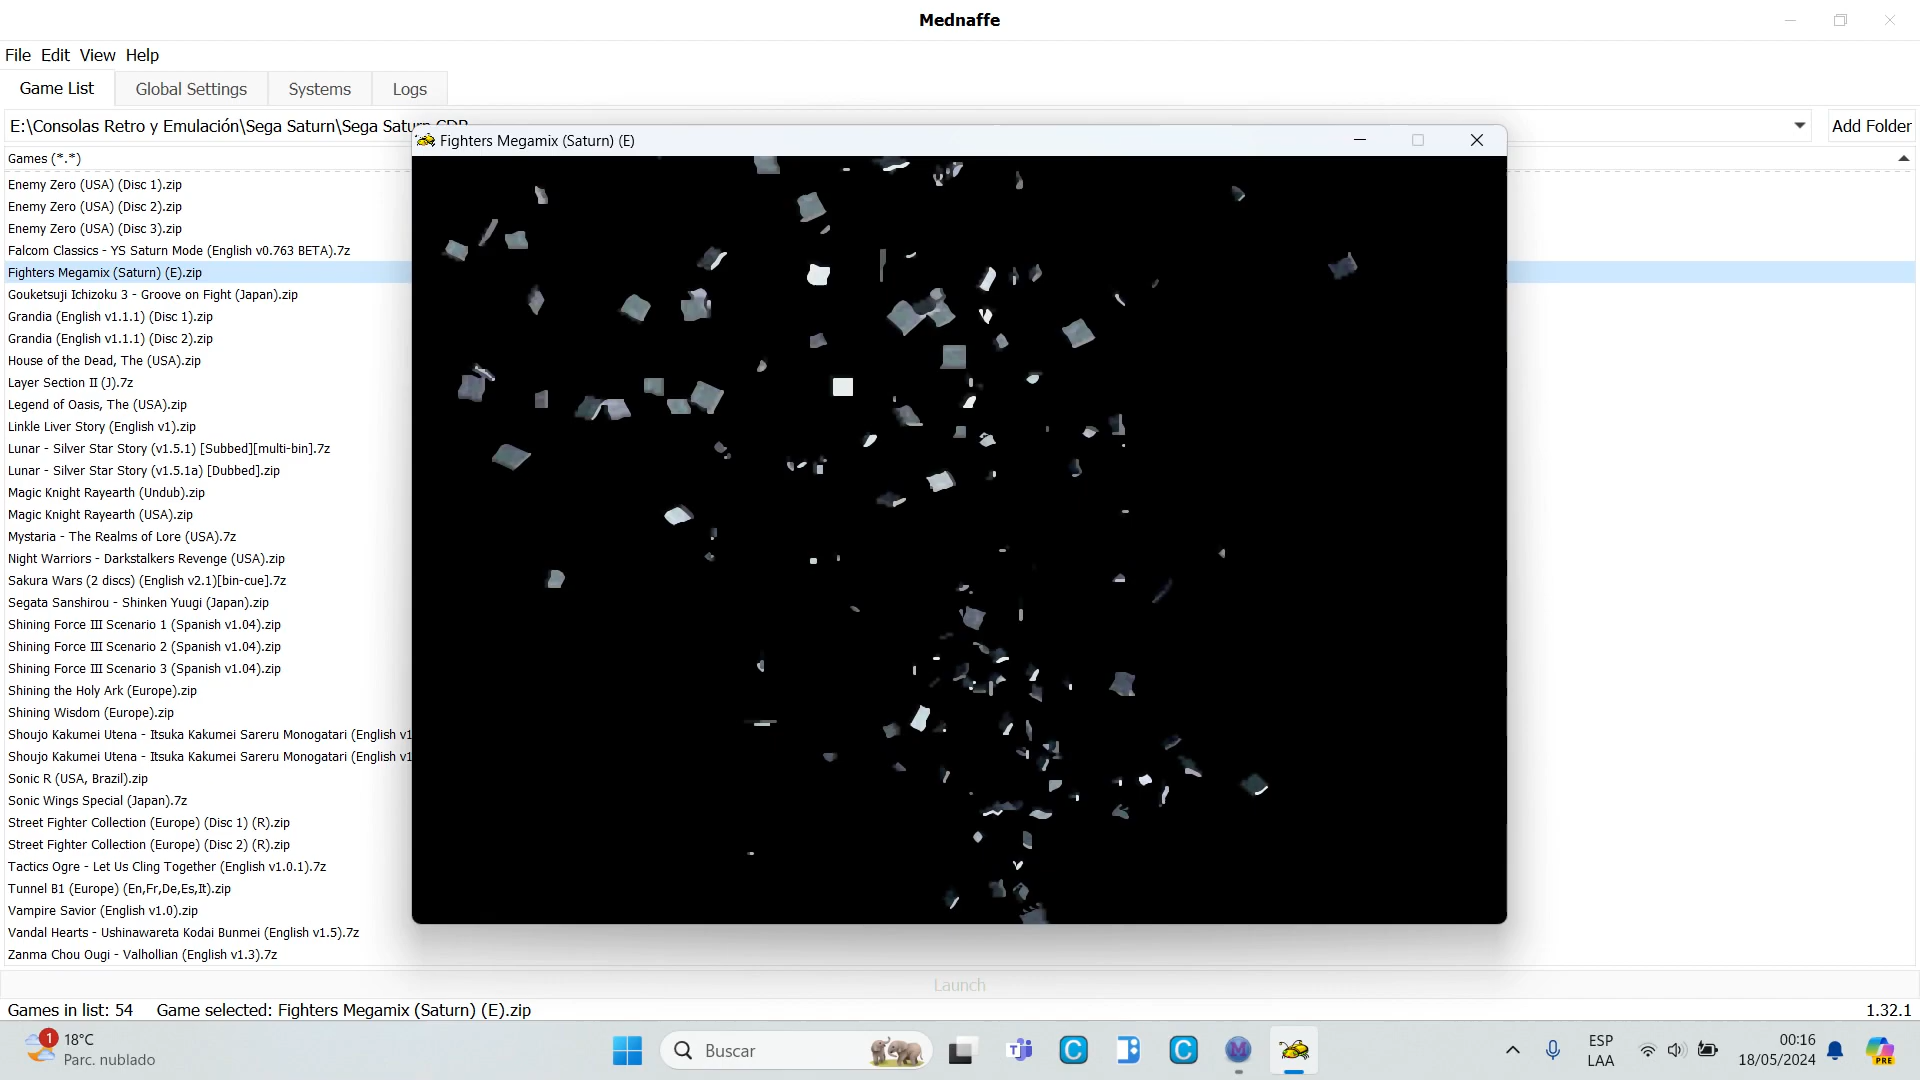 Mednaffe
File Edit View Help
Game List Global Settings Systems Logs
E:\Consolas Retro y Emulación\Sega Saturn\Sega Saturn CDR
Add Folder
Games (*.*)
Enemy Zero (USA) (Disc 1).zip
Enemy Zero (USA) (Disc 2).zip
Enemy Zero (USA) (Disc 3).zip
Falcom Classics - YS Saturn Mode (English v0.763 BETA).7z
Fighters Megamix (Saturn) (E).zip
Gouketsuji Ichizoku 3 - Groove on Fight (Japan).zip
Grandia (English v1.1.1) (Disc 1).zip
Grandia (English v1.1.1) (Disc 2).zip
House of the Dead, The (USA).zip
Layer Section II (J).7z
Legend of Oasis, The (USA).zip
Linkle Liver Story (English v1).zip
Lunar - Silver Star Story (v1.5.1) [Subbed][multi-bin].7z
Lunar - Silver Star Story (v1.5.1a) [Dubbed].zip
Magic Knight Rayearth (Undub).zip
Magic Knight Rayearth (USA).zip
Mystaria - The Realms of Lore (USA).7z
Night Warriors - Darkstalkers Revenge (USA).zip
Sakura Wars (2 discs) (English v2.1)[bin-cue].7z
Segata Sanshirou - Shinken Yuugi (Japan).zip
Shining Force III Scenario 1 (Spanish v1.04).zip
Shining Force III Scenario 2 (Spanish v1.04).zip
Shining Force III Scenario 3 (Spanish v1.04).zip
Shining the Holy Ark (Europe).zip
Shining Wisdom (Europe).zip
Shoujo Kakumei Utena - Itsuka Kakumei Sareru Monogatari (English v1
Shoujo Kakumei Utena - Itsuka Kakumei Sareru Monogatari (English v1
Sonic R (USA, Brazil).zip
Sonic Wings Special (Japan).7z
Street Fighter Collection (Europe) (Disc 1) (R).zip
Street Fighter Collection (Europe) (Disc 2) (R).zip
Tactics Ogre - Let Us Cling Together (English v1.0.1).7z
Tunnel B1 (Europe) (En,Fr,De,Es,It).zip
Vampire Savior (English v1.0).zip
Vandal Hearts - Ushinawareta Kodai Bunmei (English v1.5).7z
Zanma Chou Ougi - Valhollian (English v1.3).7z
Fighters Megamix (Saturn) (E)
Launch
Games in list: 54 Game selected: Fighters Megamix (Saturn) (E).zip
1.32.1
1
18°C
Parc. nublado
Buscar
ESP
LAA
00:16
18/05/2024
PRE